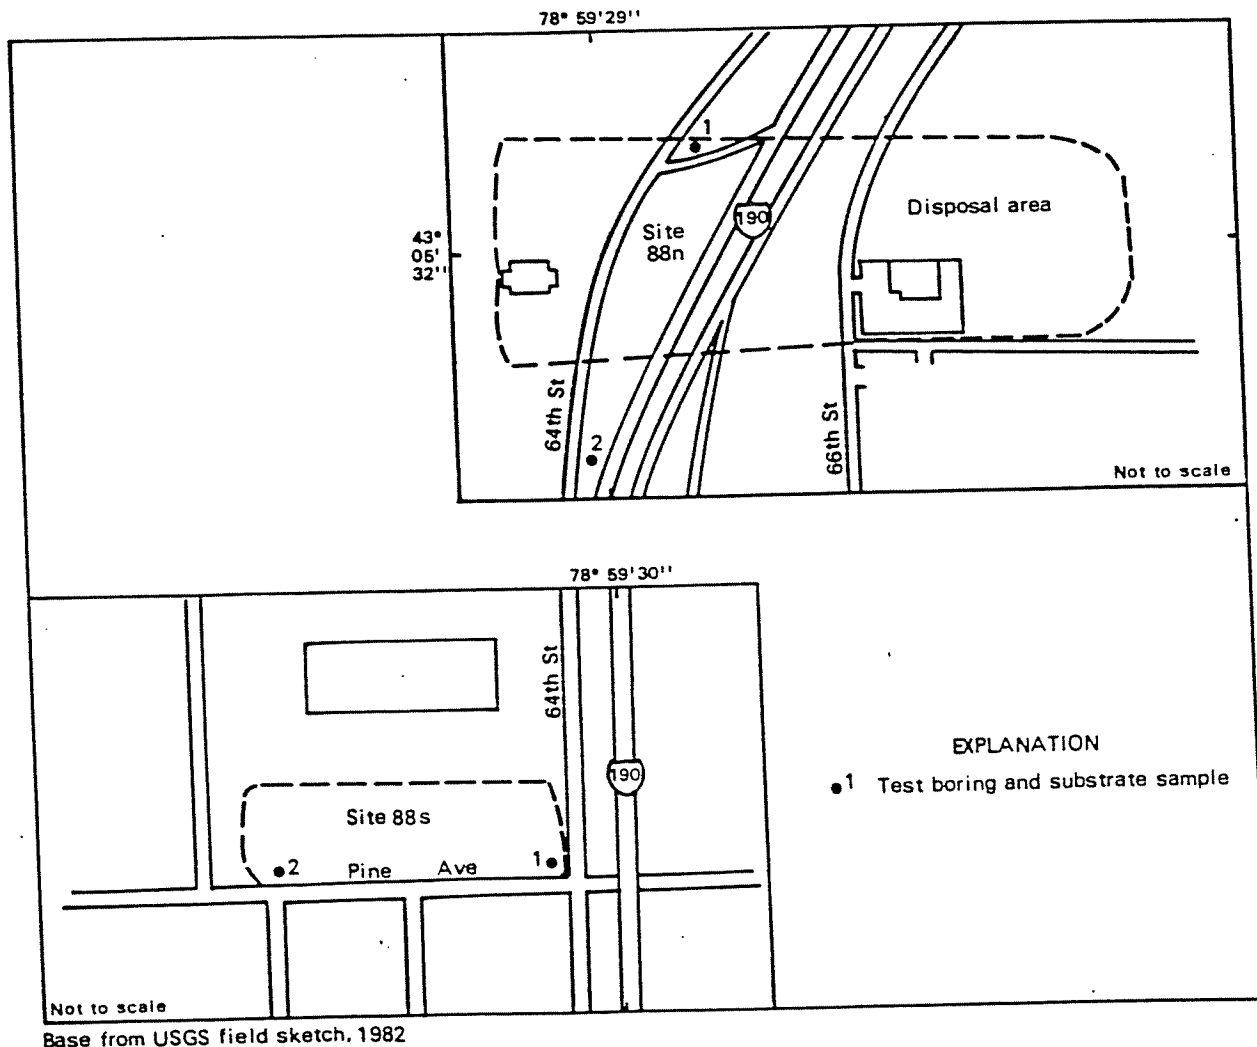 78° 59'29"
1
190
Disposal area
Site
88n
43°
05'
32"
64th St
2
66th St
Not to scale
78° 59'30"
64th St
190
EXPLANATION
1 Test boring and substrate sample
Site 88s
2
Pine Ave
1
Not to scale
Base from USGS field sketch, 1982